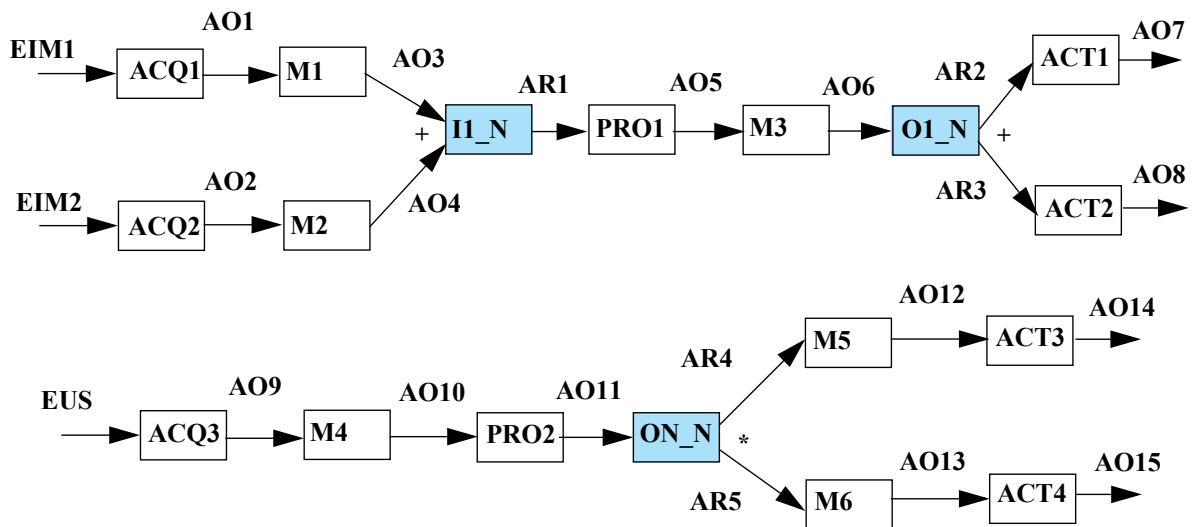 AO1
AO7
EIM1
ACQ1
M1
AO3
AR1
AO5
AO6
AR2
ACT1
+
I1_N
PRO1
M3
O1_N
+
EIM2
AO2
ACQ2
M2
AO4
AR3
AO8
ACT2
AO12
AO14
M5
ACT3
AR4
EUS
AO9
AO10
AO11
ACQ3
M4
PRO2
ON_N
*
AO13
AO15
AR5
M6
ACT4